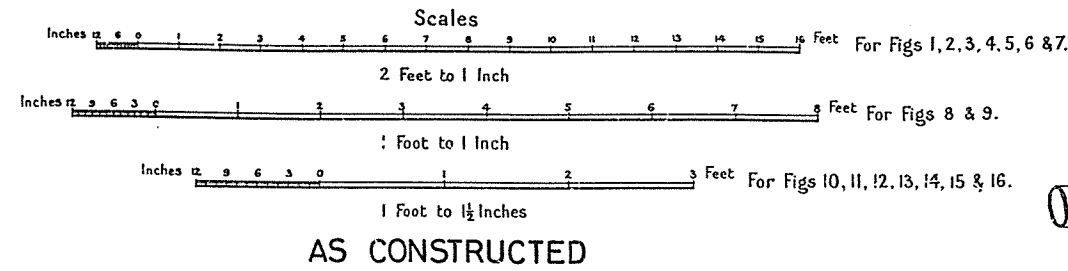 Scales
Inches 12 6 0 1 2 3 4 5 6 7 8 9 10 11 12 13 14 15 16 Feet For Figs 1, 2, 3, 4, 5, 6 & 7.
2 Feet to 1 Inch
Inches 12 9 6 3 0 1 2 3 4 5 6 7 8 Feet For Figs 8 & 9.
1 Foot to 1 Inch
Inches 12 9 6 3 0 1 2 3 Feet For Figs 10, 11, 12, 13, 14, 15 & 16.
1 Foot to 1½ Inches
AS CONSTRUCTED